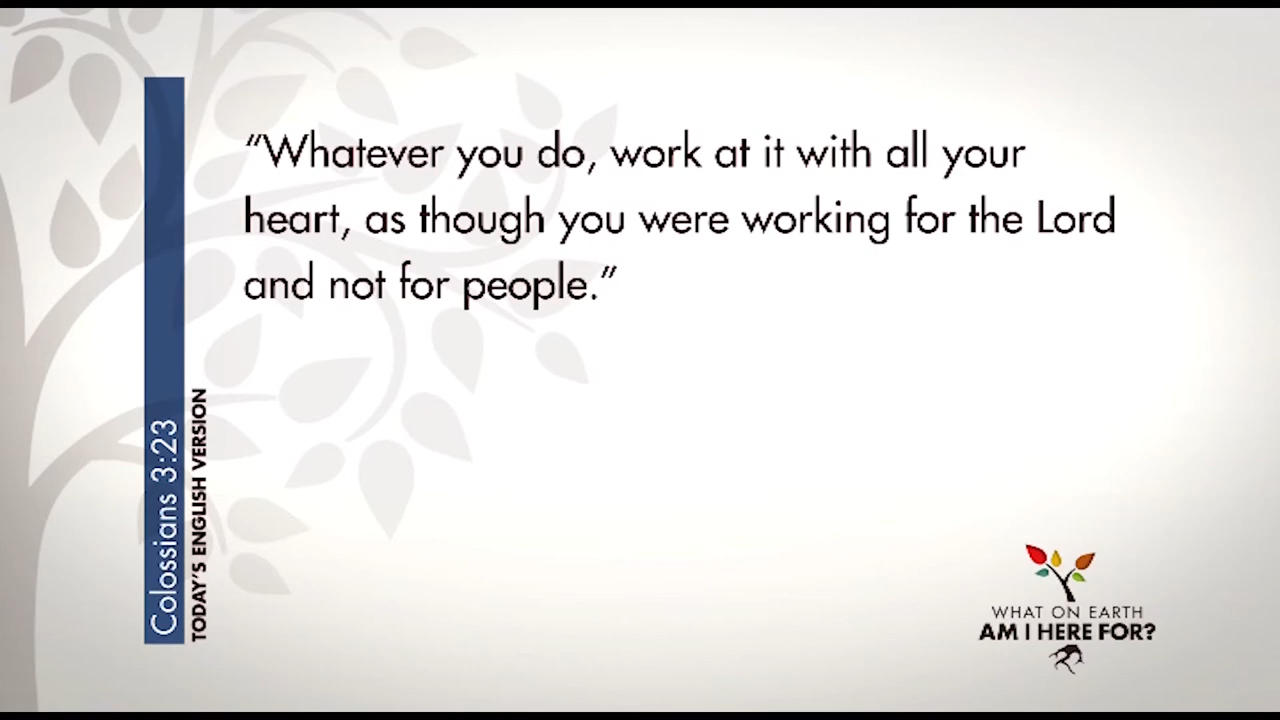 “Whatever you do, work at it with all your
heart, as though you were working for the Lord
and not for people.”
Colossians 3:23
TODAY’S ENGLISH VERSION
WHAT ON EARTH
AM I HERE FOR?